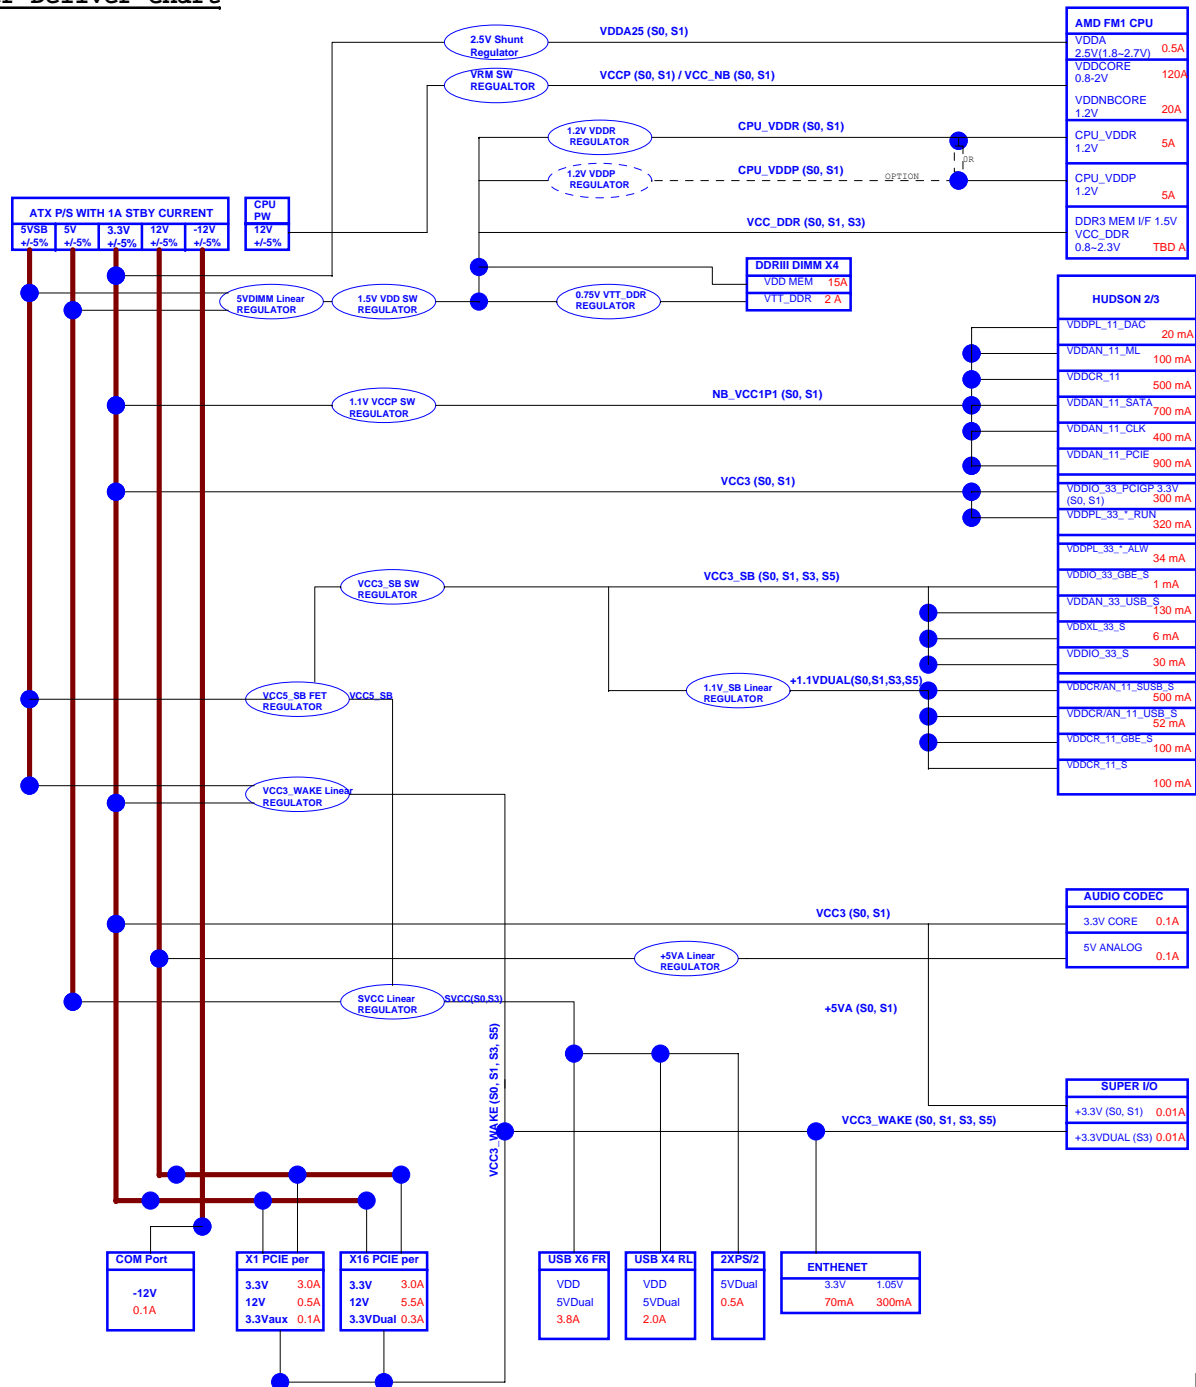 Deliver Chart
AMD FM1 CPU
VDDA
2.5V(1.8~2.7V) 0.5A
VDDCORE
0.8-2V 120A
VDDNBCORE
1.2V 20A
CPU_VDDR
1.2V 5A
CPU_VDDP
1.2V 5A
DDR3 MEM I/F 1.5V
VCC_DDR
0.8~2.3V TBD A
2.5V Shunt
Regulator
VDDA25 (S0, S1)
VRM SW
REGUALTOR
VCCP (S0, S1) / VCC_NB (S0, S1)
1.2V VDDR
REGULATOR
CPU_VDDR (S0, S1)
1.2V VDDP
REGULATOR
CPU_VDDP (S0, S1)
OPTION
OR
VCC_DDR (S0, S1, S3)
ATX P/S WITH 1A STBY CURRENT
5VSB
+/-5%
5V
+/-5%
3.3V
+/-5%
12V
+/-5%
-12V
+/-5%
CPU
PW
12V
+/-5%
DDRIII DIMM X4
VDD MEM 15A
VTT_DDR 2 A
5VDIMM Linear
REGULATOR
1.5V VDD SW
REGULATOR
0.75V VTT_DDR
REGULATOR
HUDSON 2/3
VDDPL_11_DAC
20 mA
VDDAN_11_ML
100 mA
VDDCR_11
500 mA
VDDAN_11_SATA
700 mA
VDDAN_11_CLK
400 mA
VDDAN_11_PCIE
900 mA
VDDIO_33_PCIGP 3.3V
(S0, S1) 300 mA
VDDPL_33_*_RUN
320 mA
VDDPL_33_*_ALW
34 mA
VDDIO_33_GBE_S
1 mA
VDDAN_33_USB_S
130 mA
VDDXL_33_S
6 mA
VDDIO_33_S
30 mA
VDDCR/AN_11_SUSB_S
500 mA
VDDCR/AN_11_USB_S
52 mA
VDDCR_11_GBE_S
100 mA
VDDCR_11_S
100 mA
1.1V VCCP SW
REGULATOR
NB_VCC1P1 (S0, S1)
VCC3 (S0, S1)
VCC3_SB SW
REGULATOR
VCC3_SB (S0, S1, S3, S5)
VCC5_SB FET
REGULATOR
VCC5_SB
1.1V_SB Linear
REGULATOR
+1.1VDUAL(S0,S1,S3,S5)
VCC3_WAKE Linear
REGULATOR
VCC3 (S0, S1)
AUDIO CODEC
3.3V CORE 0.1A
5V ANALOG
0.1A
+5VA Linear
REGULATOR
+5VA (S0, S1)
SVCC Linear
REGULATOR
SVCC(S0,S3)
VCC3_WAKE (S0, S1, S3, S5)
VCC3_WAKE (S0, S1, S3, S5)
SUPER I/O
+3.3V (S0, S1) 0.01A
+3.3VDUAL (S3) 0.01A
COM Port
-12V
0.1A
X1 PCIE per
3.3V 3.0A
12V 0.5A
3.3Vaux 0.1A
X16 PCIE per
3.3V 3.0A
12V 5.5A
3.3VDual 0.3A
USB X6 FR
VDD
5VDual
3.8A
USB X4 RL
VDD
5VDual
2.0A
2XPS/2
5VDual
0.5A
ENTHENET
3.3V 1.05V
70mA 300mA